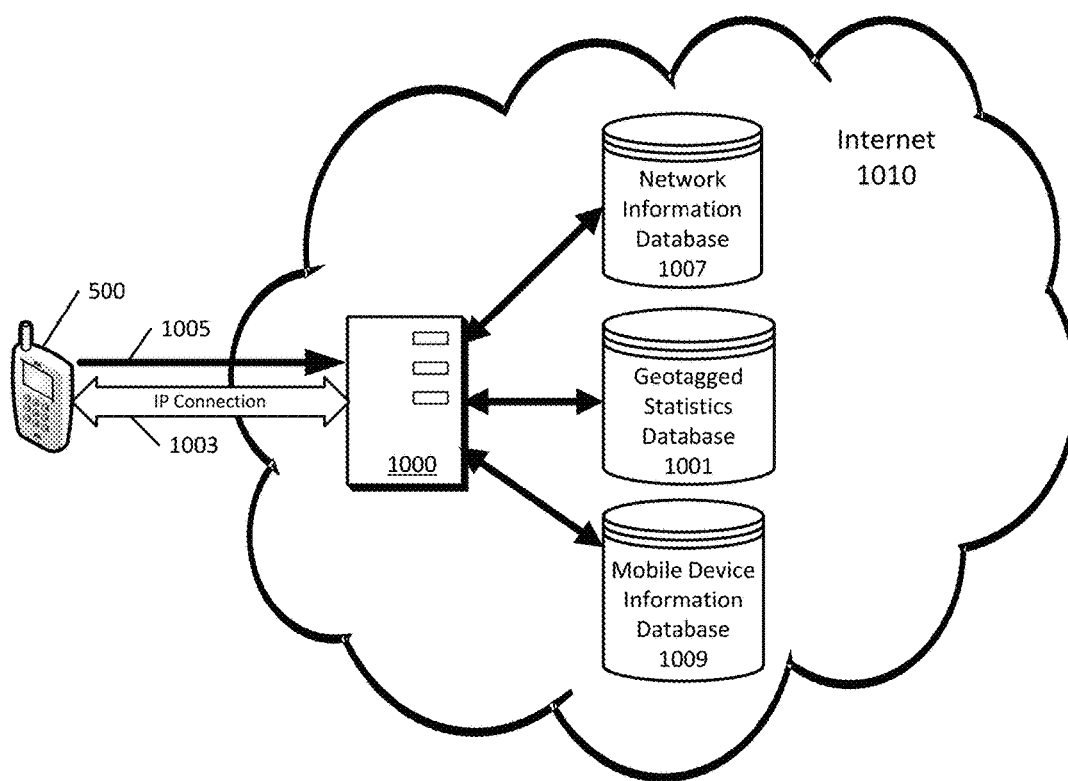 Internet
1010
Network
Information
Database
1007
500
1005
IP Connection
1003
1000
Geotagged
Statistics
Database
1001
Mobile Device
Information
Database
1009